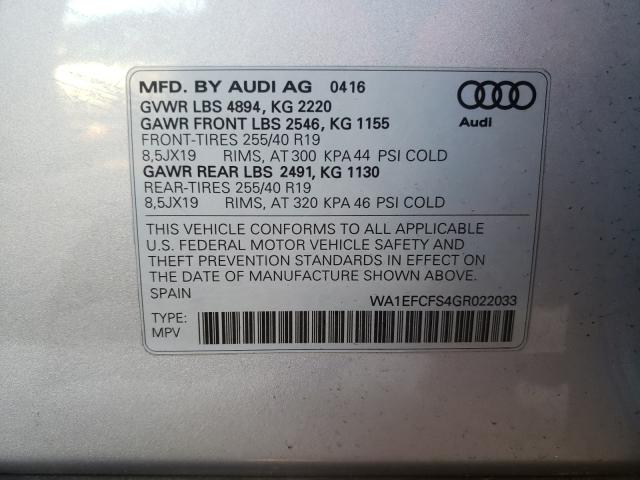 MFD. BY AUDI AG 0416
GVWR LBS 4894, KG 2220
GAWR FRONT LBS 2546, KG 1155
FRONT-TIRES 255/40 R19
8,5JX19 RIMS, AT 300 KPA 44 PSI COLD
GAWR REAR LBS 2491, KG 1130
REAR-TIRES 255/40 R19
8,5JX19 RIMS, AT 320 KPA 46 PSI COLD
Audi
THIS VEHICLE CONFORMS TO ALL APPLICABLE
U.S. FEDERAL MOTOR VEHICLE SAFETY AND
THEFT PREVENTION STANDARDS IN EFFECT ON
THE DATE OF MANUFACTURE SHOWN ABOVE.
SPAIN WA1EFCFS4GR022033
TYPE:
MPV